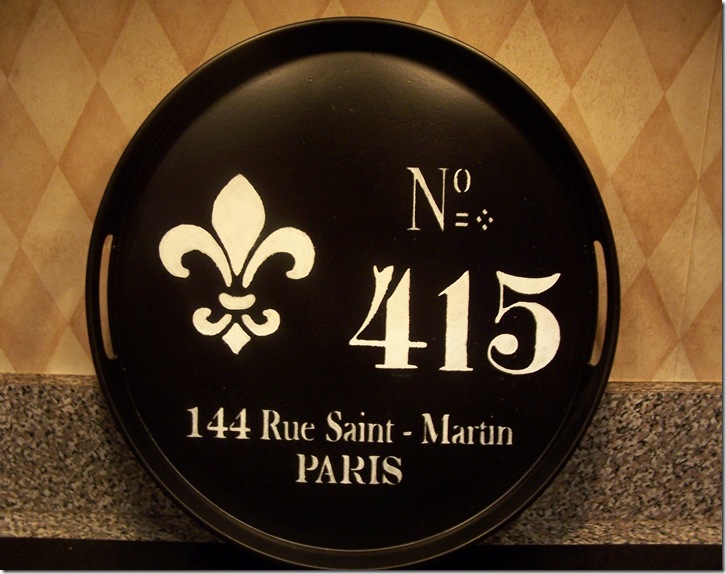 Nº
415
144 Rue Saint - Martin
PARIS